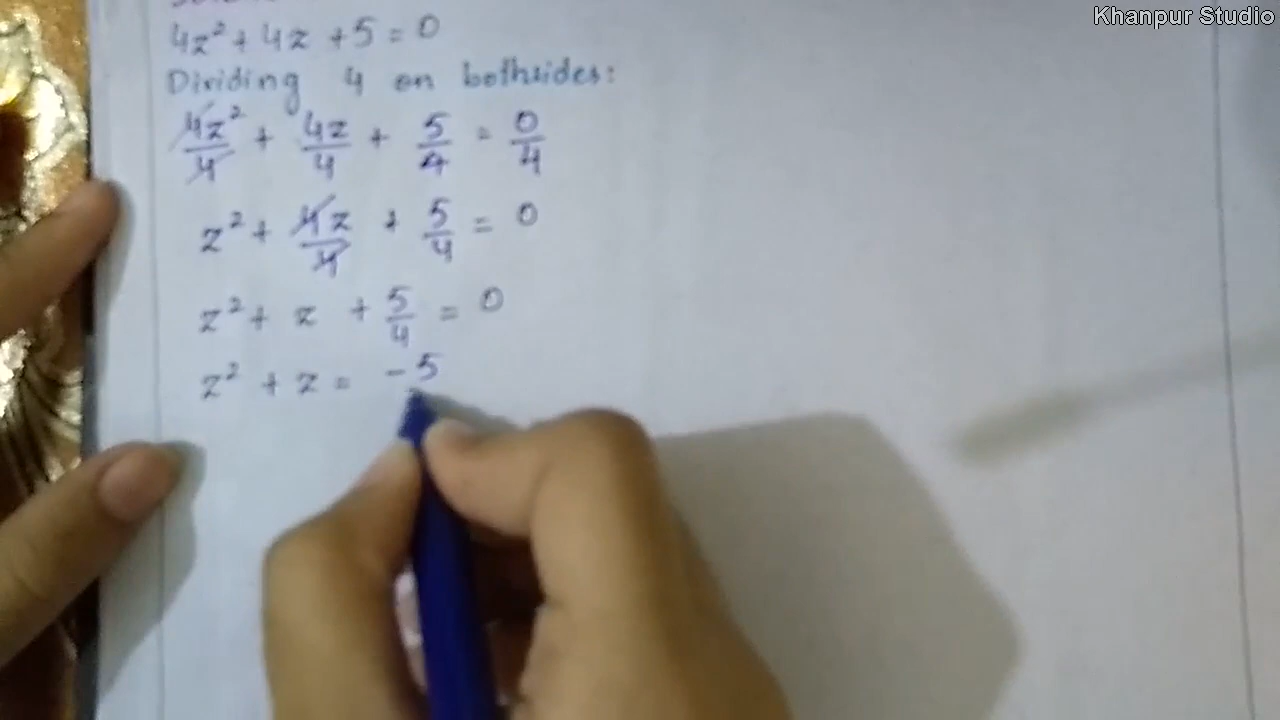 Khanpur Studio
4z² + 4z + 5 = 0
Dividing 4 on bothsides:
4z²/4 + 4z/4 + 5/4 = 0/4
z² + 4z/4 + 5/4 = 0
z² + z + 5/4 = 0
z² + z = -5